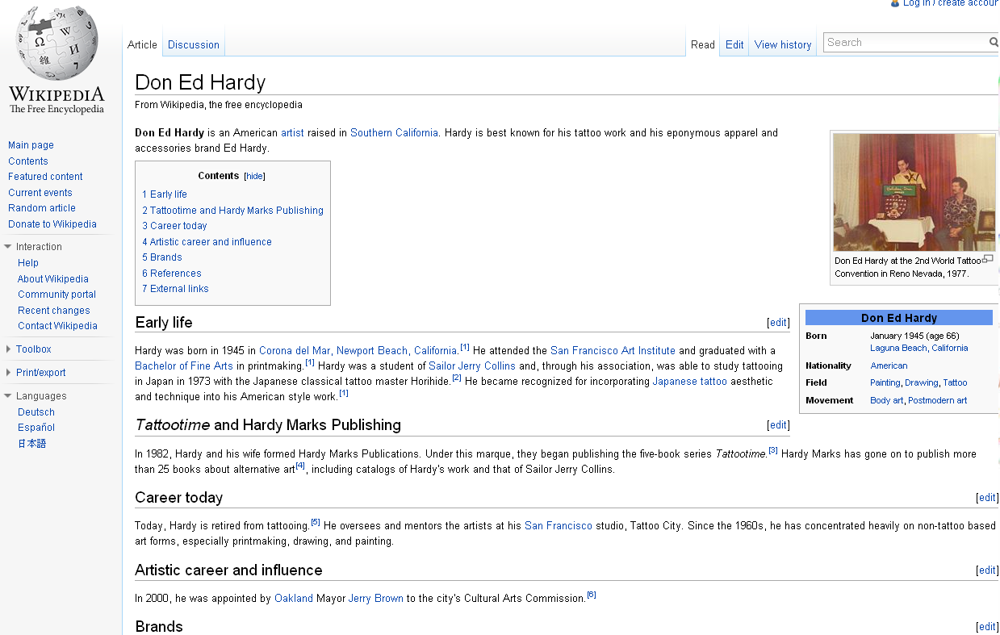 Log in / create accour
Article
Discussion
Read
Edit
View history
Search
WIKIPEDIA
The Free Encyclopedia
Main page
Contents
Featured content
Current events
Random article
Donate to Wikipedia
Interaction
Help
About Wikipedia
Community portal
Recent changes
Contact Wikipedia
Toolbox
Print/export
Languages
Deutsch
Español
日本語
Don Ed Hardy
From Wikipedia, the free encyclopedia
Don Ed Hardy is an American artist raised in Southern California. Hardy is best known for his tattoo work and his eponymous apparel and
accessories brand Ed Hardy.
Contents [hide]
1 Early life
2 Tattootime and Hardy Marks Publishing
3 Career today
4 Artistic career and influence
5 Brands
6 References
7 External links
Don Ed Hardy at the 2nd World Tattoo
Convention in Reno Nevada, 1977.
Don Ed Hardy
Born January 1945 (age 66)
Laguna Beach, California
Nationality American
Field Painting, Drawing, Tattoo
Movement Body art, Postmodern art
Early life [edit]
Hardy was born in 1945 in Corona del Mar, Newport Beach, California.[1] He attended the San Francisco Art Institute and graduated with a
Bachelor of Fine Arts in printmaking.[1] Hardy was a student of Sailor Jerry Collins and, through his association, was able to study tattooing
in Japan in 1973 with the Japanese classical tattoo master Horihide.[2] He became recognized for incorporating Japanese tattoo aesthetic
and technique into his American style work.[1]
Tattootime and Hardy Marks Publishing [edit]
In 1982, Hardy and his wife formed Hardy Marks Publications. Under this marque, they began publishing the five-book series Tattootime.[3] Hardy Marks has gone on to publish more
than 25 books about alternative art[4], including catalogs of Hardy's work and that of Sailor Jerry Collins.
Career today [edit]
Today, Hardy is retired from tattooing.[5] He oversees and mentors the artists at his San Francisco studio, Tattoo City. Since the 1960s, he has concentrated heavily on non-tattoo based
art forms, especially printmaking, drawing, and painting.
Artistic career and influence [edit]
In 2000, he was appointed by Oakland Mayor Jerry Brown to the city's Cultural Arts Commission.[6]
Brands [edit]